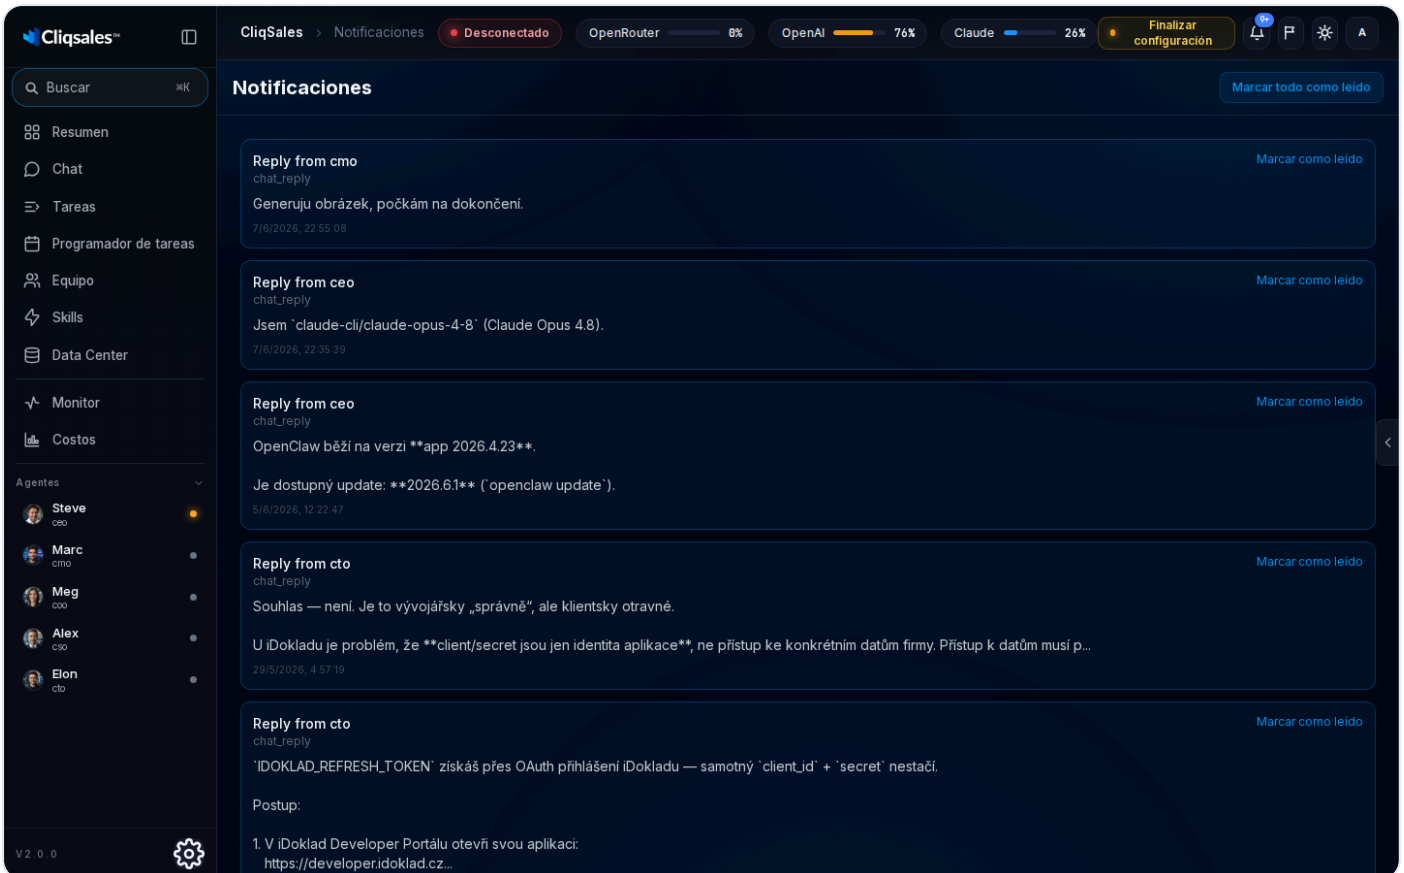 Cliqsales™
CliqSales
Notificaciones
Desconectado
OpenRouter 0%
OpenAI 76%
Claude 26%
Finalizar
configuración
9+
A
Buscar ⌘K
Resumen
Chat
Tareas
Programador de tareas
Equipo
Skills
Data Center
Monitor
Costos
Agentes
Steve
ceo
Marc
cmo
Meg
coo
Alex
cso
Elon
cto
V2.0.0
Notificaciones
Marcar todo como leído
Reply from cmo
Marcar como leído
chat_reply
Generuju obrázek, počkám na dokončení.
7/6/2026, 22:55:08
Reply from ceo
Marcar como leído
chat_reply
Jsem `claude-cli/claude-opus-4-8` (Claude Opus 4.8).
7/6/2026, 22:35:39
Reply from ceo
Marcar como leído
chat_reply
OpenClaw běží na verzi **app 2026.4.23**.
Je dostupný update: **2026.6.1** (`openclaw update`).
5/6/2026, 12:22:47
Reply from cto
Marcar como leído
chat_reply
Souhlas — není. Je to vývojářsky „správně“, ale klientsky otravné.
U iDokladu je problém, že **client/secret jsou jen identita aplikace**, ne přístup ke konkrétním datům firmy. Přístup k datům musí p...
29/5/2026, 4:57:19
Reply from cto
Marcar como leído
chat_reply
`IDOKLAD_REFRESH_TOKEN` získáš přes OAuth přihlášení iDokladu — samotný `client_id` + `secret` nestačí.
Postup:
1. V iDoklad Developer Portálu otevři svou aplikaci:
https://developer.idoklad.cz...